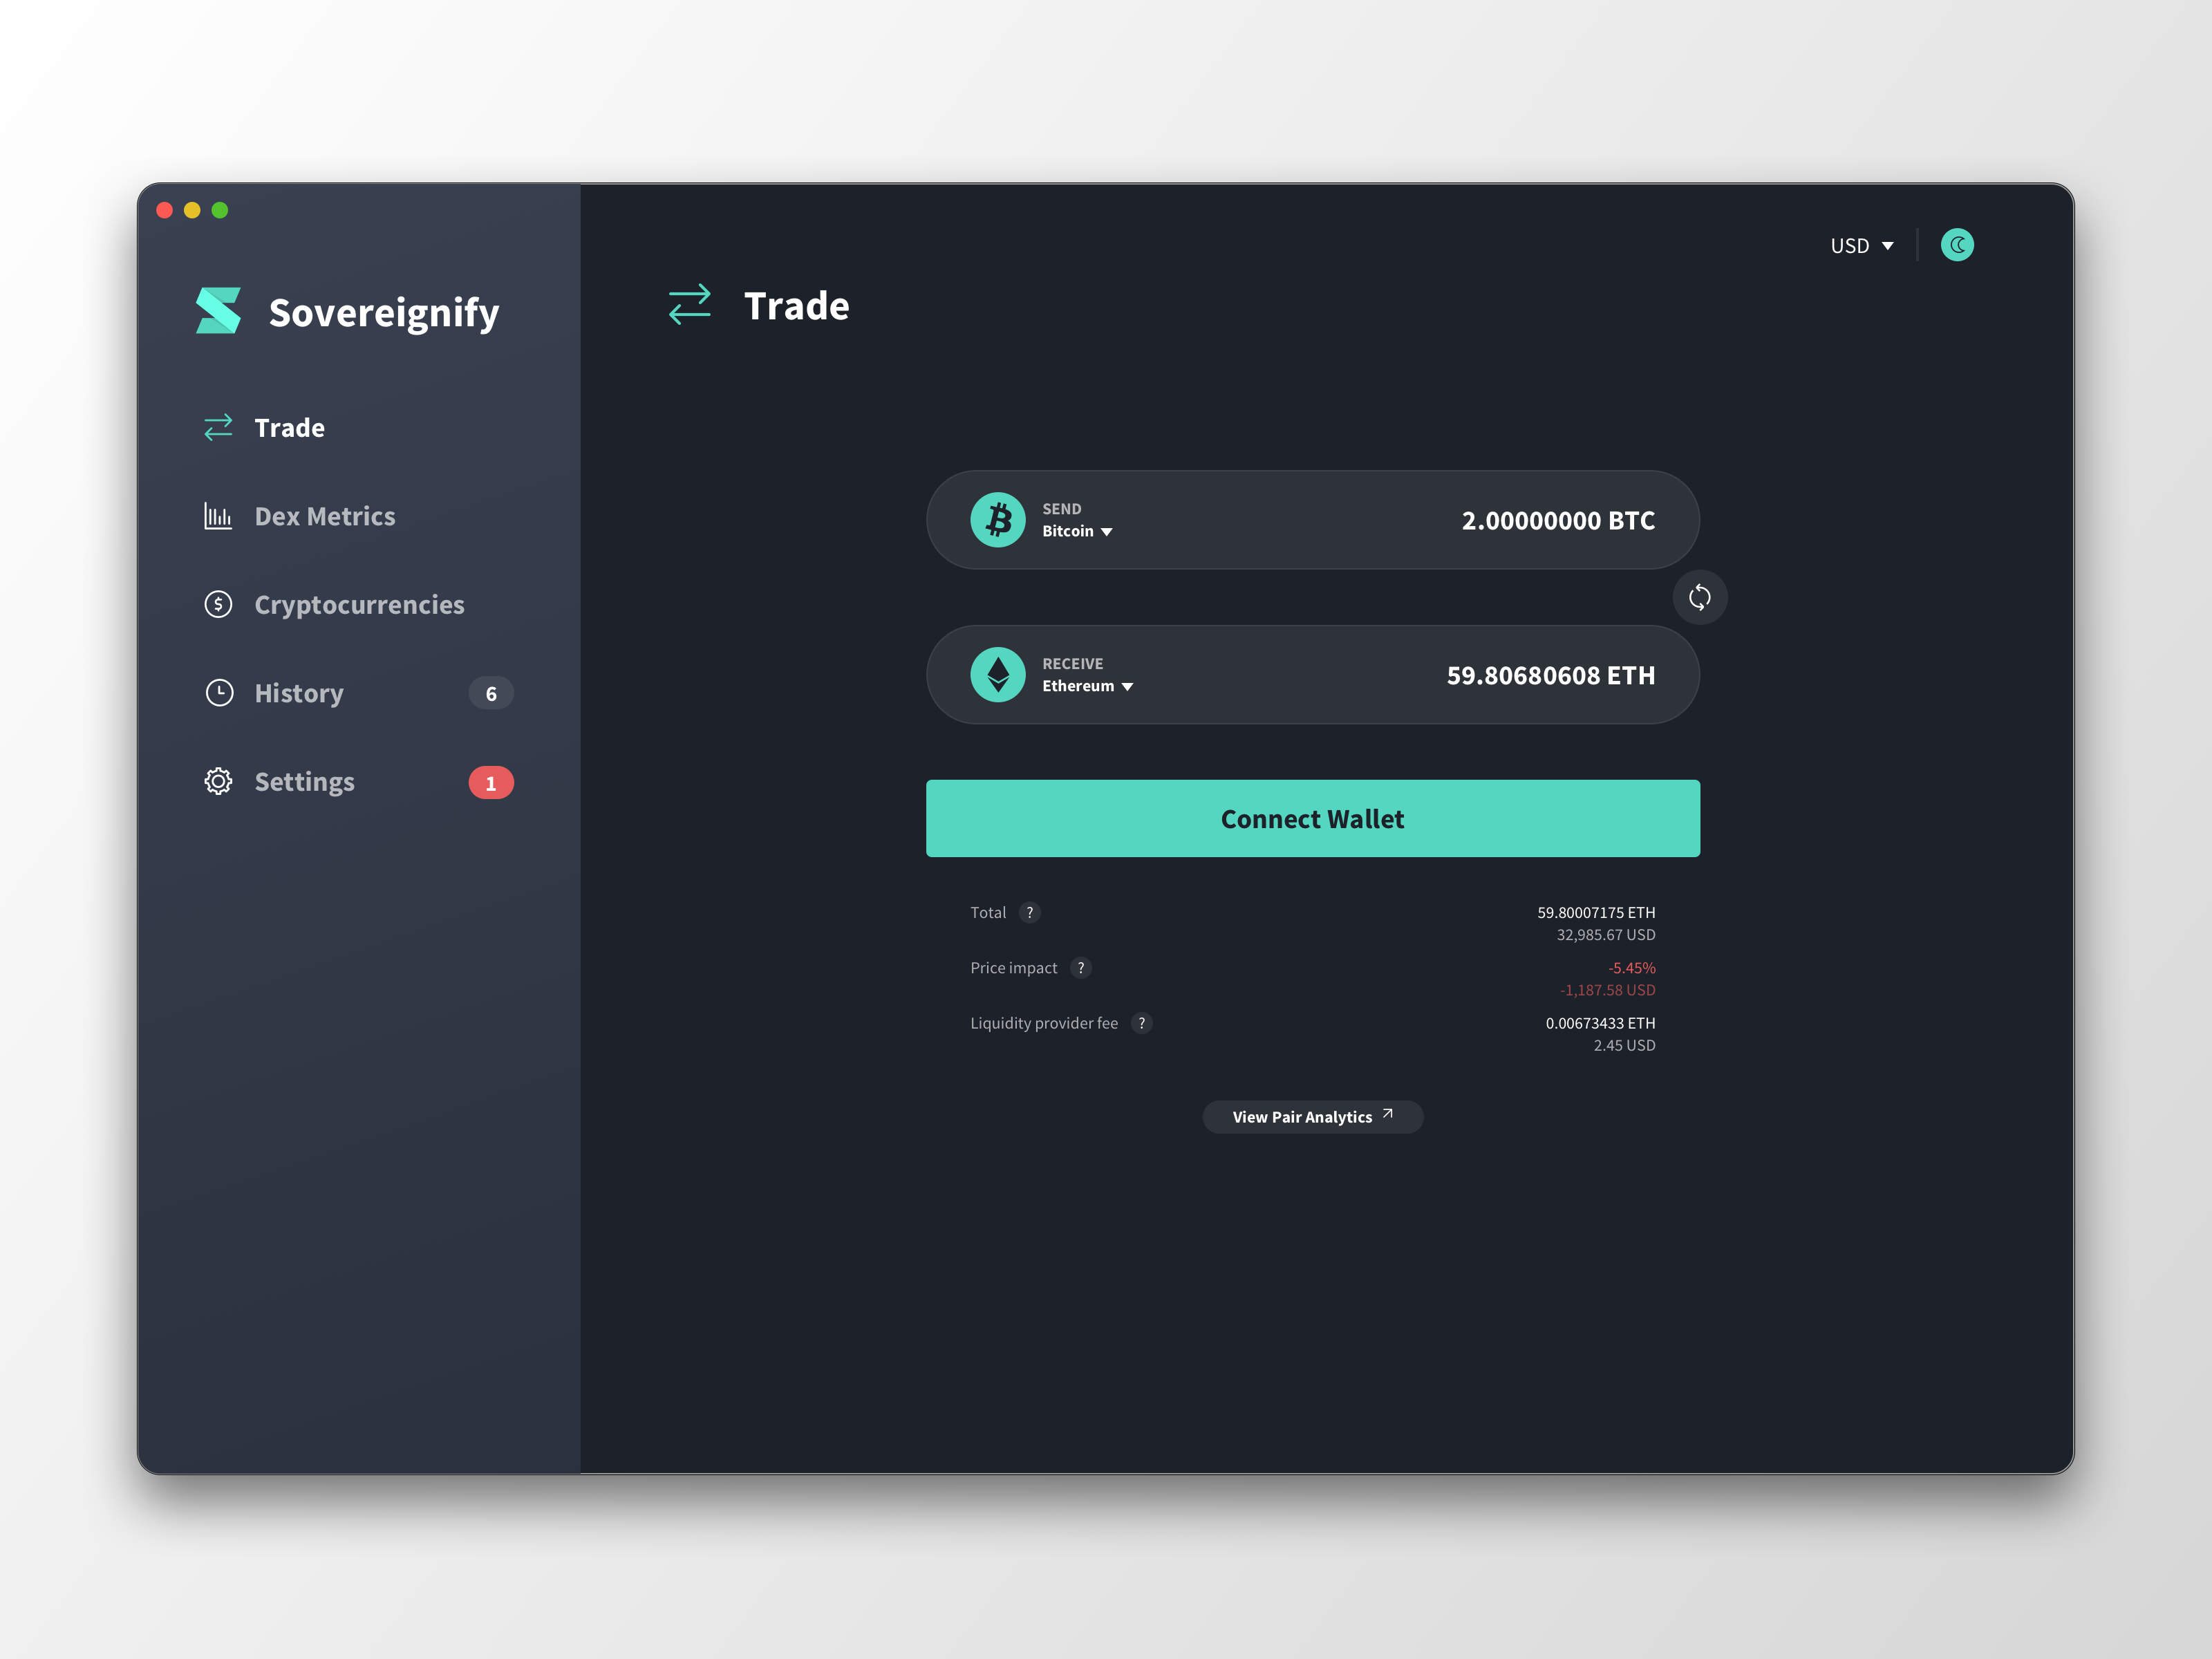 USD
Sovereignify
Trade
Trade
Dex Metrics
Cryptocurrencies
History 6
Settings 1
SEND
Bitcoin
2.00000000 BTC
RECEIVE
Ethereum
59.80680608 ETH
Connect Wallet
Total ? 59.80007175 ETH
32,985.67 USD
Price impact ? -5.45%
-1,187.58 USD
Liquidity provider fee ? 0.00673433 ETH
2.45 USD
View Pair Analytics